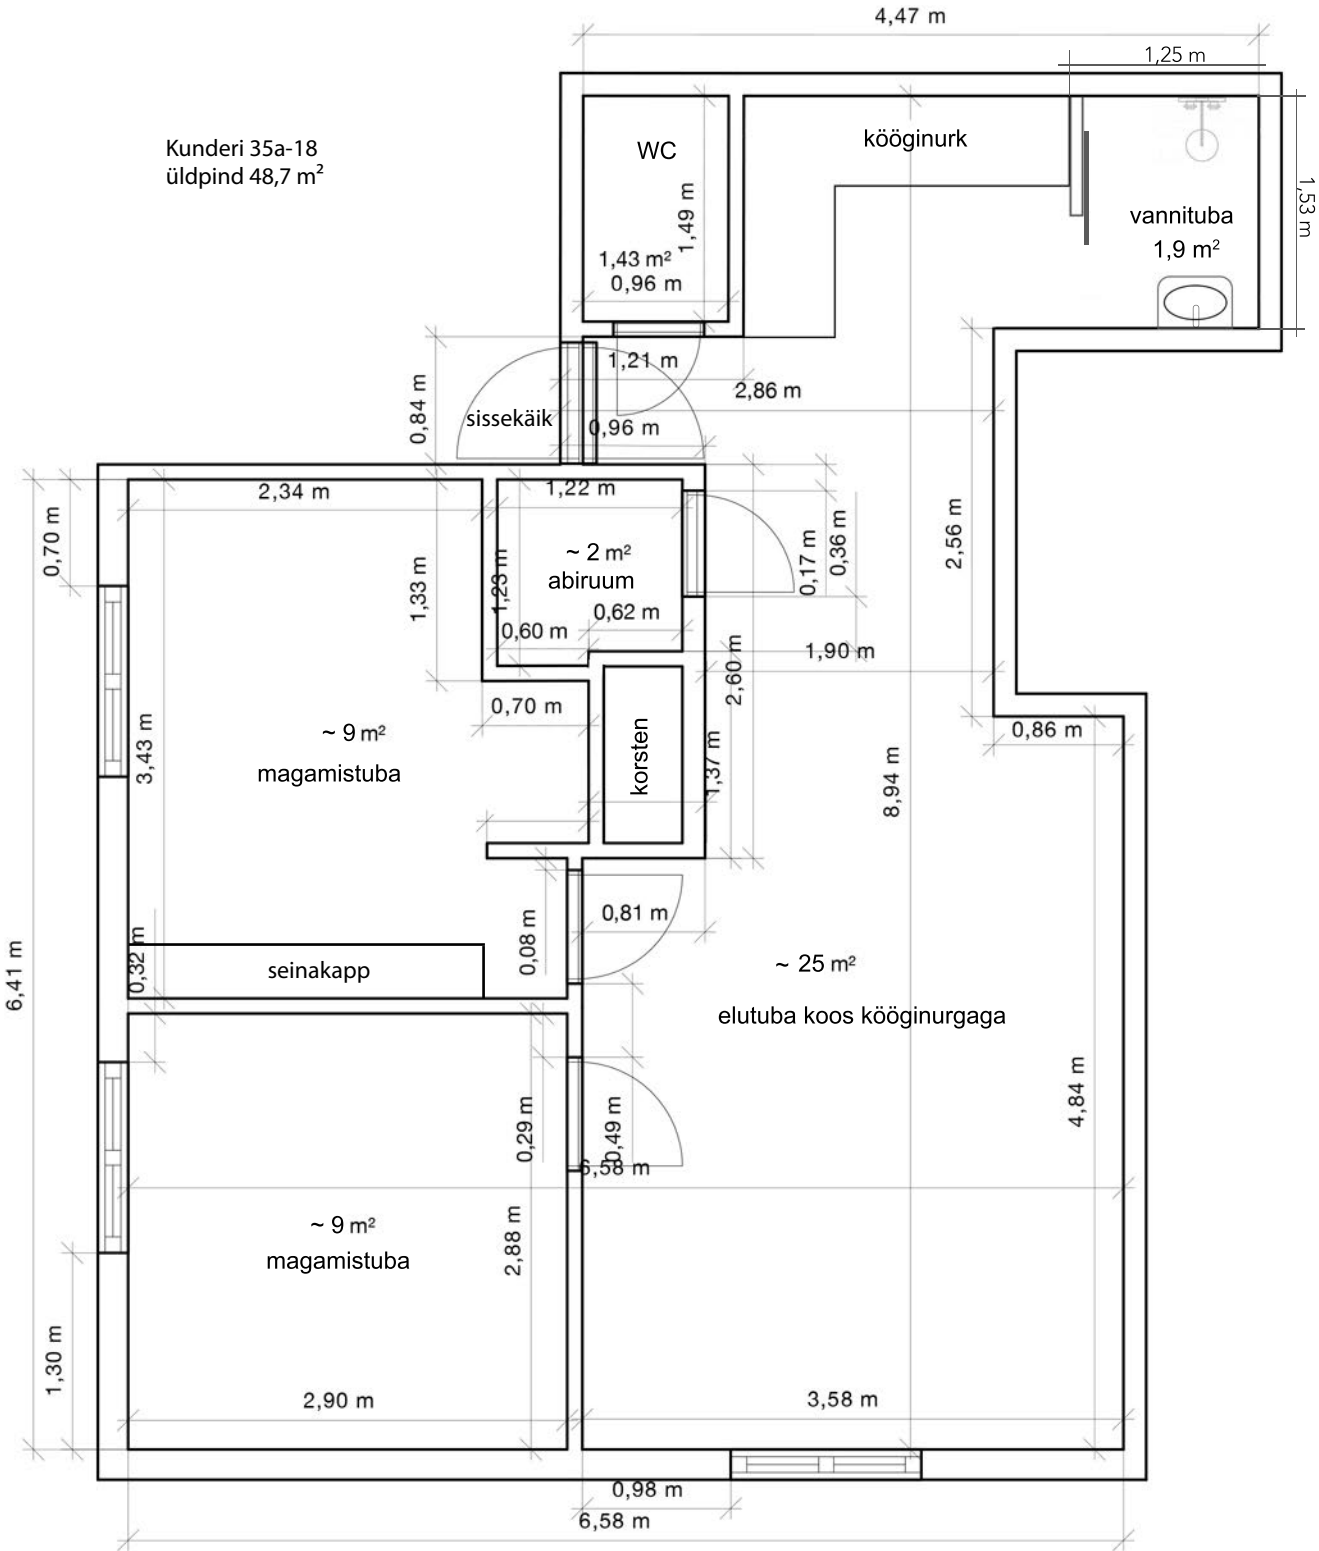 4,47 m
1,25 m
Kunderi 35a-18
üldpind 48,7 m²
WC
kööginurk
1,49 m
1,53 m
vannituba
1,9 m²
1,43 m²
0,96 m
1,21 m
2,86 m
0,84 m
sissekäik
0,96 m
2,34 m
1,22 m
0,70 m
1,33 m
1,23 m
~ 2 m²
abiruum
0,17 m
0,36 m
2,56 m
0,62 m
0,60 m
1,90 m
2,60 m
0,70 m
~ 9 m²
magamistuba
3,43 m
korsten
1,37 m
8,94 m
0,86 m
0,81 m
0,08 m
0,32 m
seinakapp
6,41 m
~ 25 m²
elutuba koos kööginurgaga
4,84 m
0,29 m
0,49 m
6,58 m
~ 9 m²
magamistuba
2,88 m
1,30 m
2,90 m
3,58 m
0,98 m
6,58 m